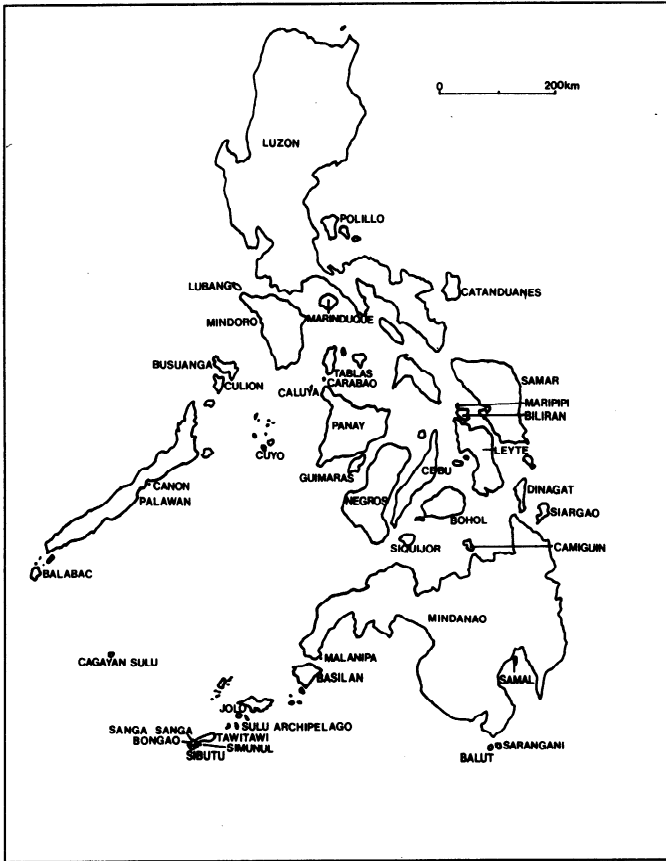 0 200km
LUZON
POLILLO
LUBANG
CATANDUANES
MINDORO
MARINDUQUE
BUSUANGA
TABLAS
CULION
CARABAO
CALUYA
SAMAR
MARIPIPI
BILIRAN
PANAY
LEYTE
CUYO
GUIMARAS
CEBU
CANON
PALAWAN
NEGROS
DINAGAT
SIARGAO
BOHOL
SIQUIJOR
CAMIGUIN
BALABAC
MINDANAO
CAGAYAN SULU
MALANIPA
BASILAN
SAMAL
JOLO
SANGA SANGA
SULU ARCHIPELAGO
BONGAO
TAWITAWI
SIMUNUL
SIBUTU
SARANGANI
BALUT